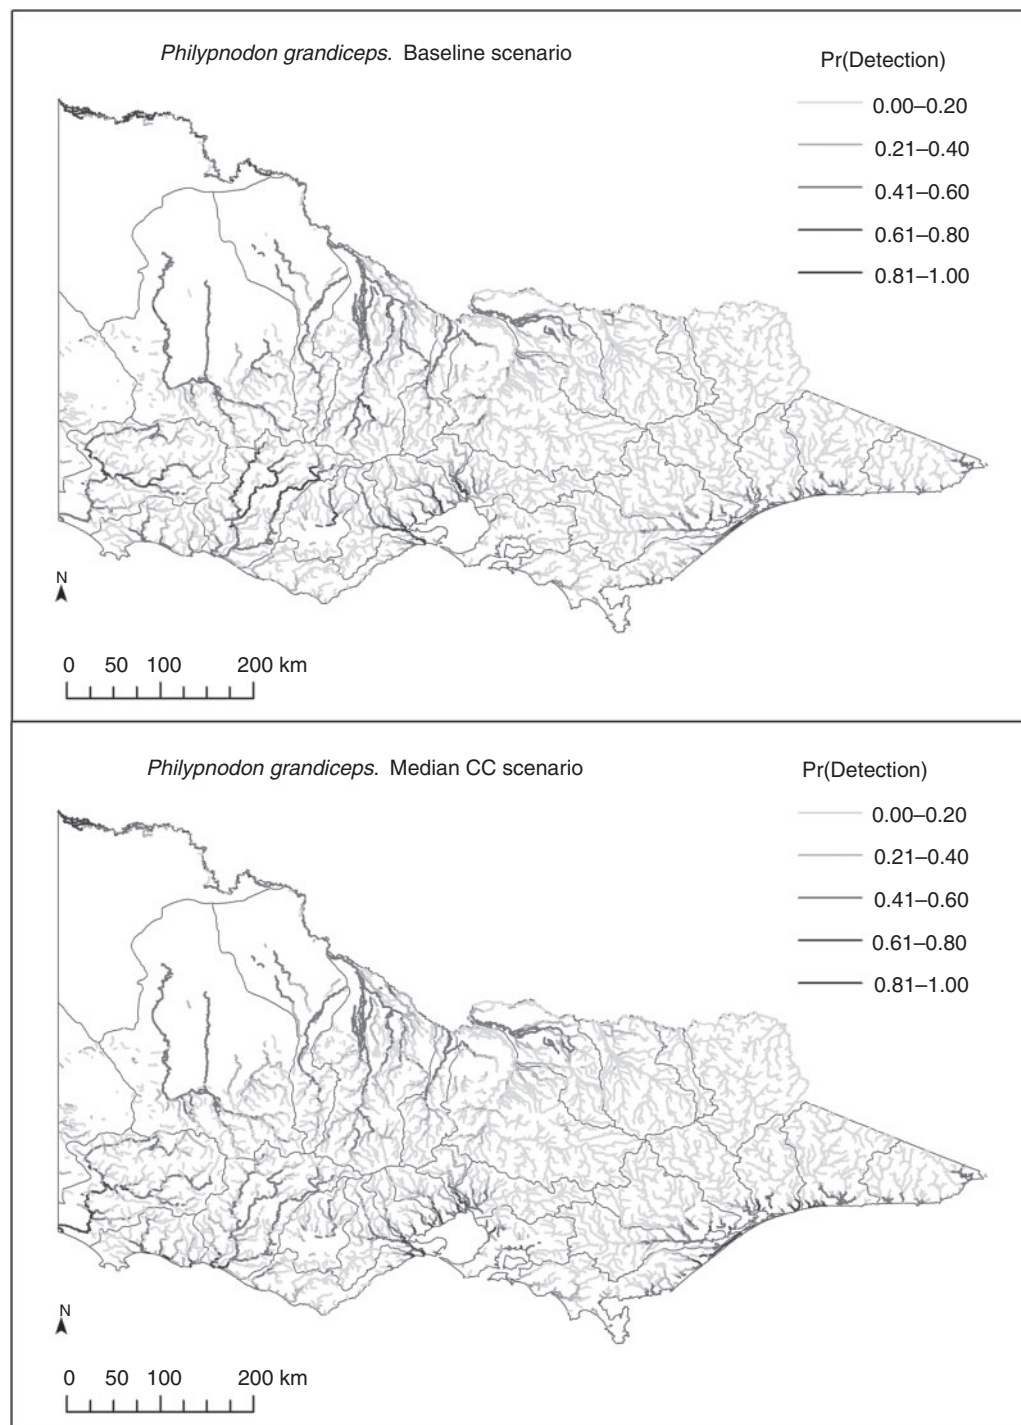 Philypnodon grandiceps. Baseline scenario
Pr(Detection)
0.00–0.20
0.21–0.40
0.41–0.60
0.61–0.80
0.81–1.00
N
0 50 100 200 km
Philypnodon grandiceps. Median CC scenario
Pr(Detection)
0.00–0.20
0.21–0.40
0.41–0.60
0.61–0.80
0.81–1.00
N
0 50 100 200 km